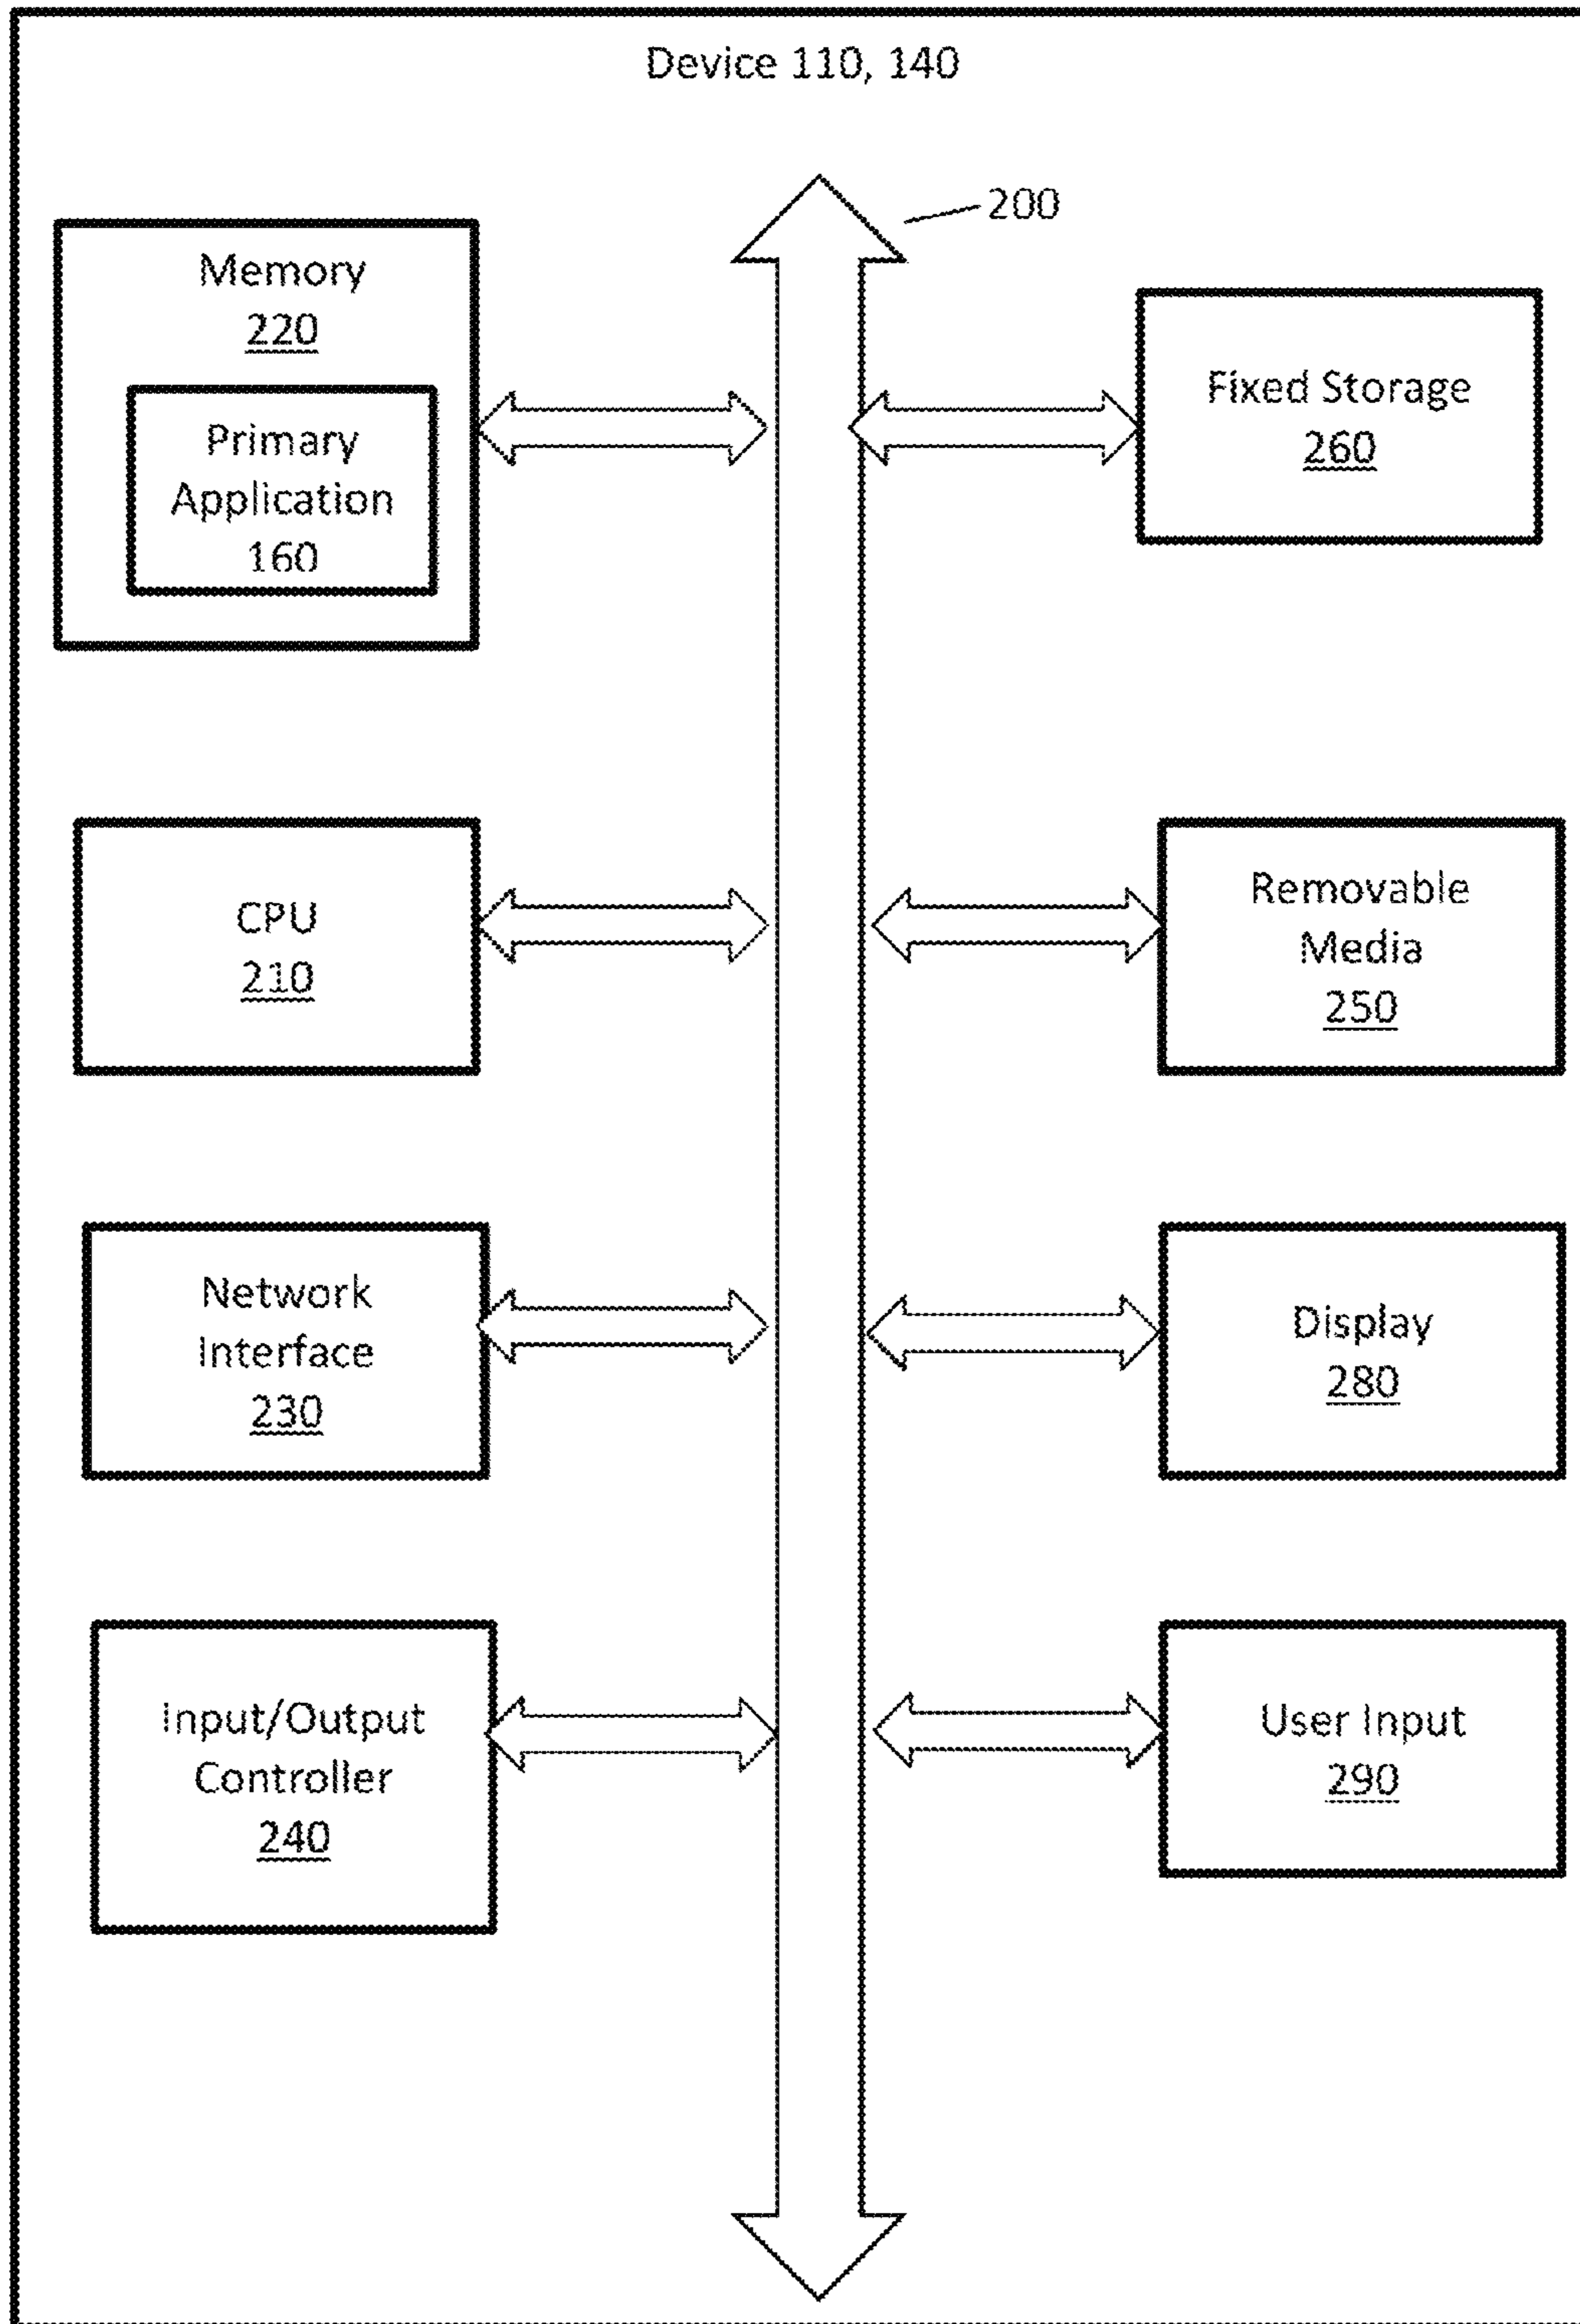 Device 110, 140
200
Memory
220
Primary
Application
160
Fixed Storage
260
CPU
210
Removable
Media
250
Network
Interface
230
Display
280
Input/Output
Controller
240
User Input
290